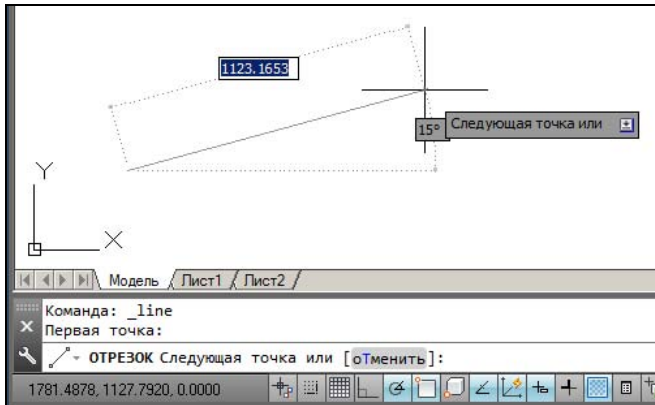 1123.1653
15° Следующая точка или
Y
X
Модель Лист1 Лист2
Команда: _line
Первая точка:
ОТРЕЗОК Следующая точка или [оТменить]:
1781.4878, 1127.7920, 0.0000